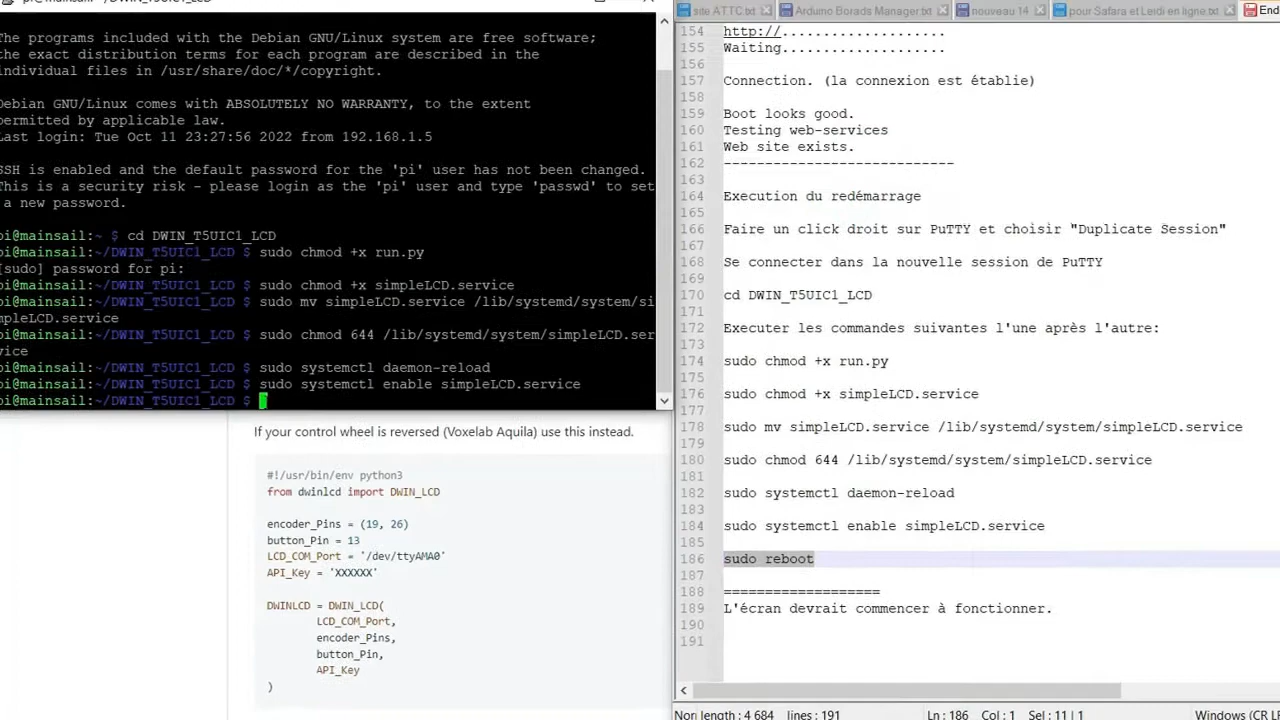 pi@mainsail: ~/DWIN_T5UIC1_LCD
The programs included with the Debian GNU/Linux system are free software;
the exact distribution terms for each program are described in the
individual files in /usr/share/doc/*/copyright.
Debian GNU/Linux comes with ABSOLUTELY NO WARRANTY, to the extent
permitted by applicable law.
Last login: Tue Oct 11 23:27:56 2022 from 192.168.1.5
SSH is enabled and the default password for the 'pi' user has not been changed.
This is a security risk - please login as the 'pi' user and type 'passwd' to set
a new password.
pi@mainsail:~ $ cd DWIN_T5UIC1_LCD
pi@mainsail:~/DWIN_T5UIC1_LCD $ sudo chmod +x run.py
[sudo] password for pi:
pi@mainsail:~/DWIN_T5UIC1_LCD $ sudo chmod +x simpleLCD.service
pi@mainsail:~/DWIN_T5UIC1_LCD $ sudo mv simpleLCD.service /lib/systemd/system/si
mpleLCD.service
pi@mainsail:~/DWIN_T5UIC1_LCD $ sudo chmod 644 /lib/systemd/system/simpleLCD.ser
vice
pi@mainsail:~/DWIN_T5UIC1_LCD $ sudo systemctl daemon-reload
pi@mainsail:~/DWIN_T5UIC1_LCD $ sudo systemctl enable simpleLCD.service
pi@mainsail:~/DWIN_T5UIC1_LCD $
If your control wheel is reversed (Voxelab Aquila) use this instead.
#!/usr/bin/env python3
from dwinlcd import DWIN_LCD
encoder_Pins = (19, 26)
button_Pin = 13
LCD_COM_Port = '/dev/ttyAMA0'
API_Key = 'XXXXXX'
DWINLCD = DWIN_LCD(
LCD_COM_Port,
encoder_Pins,
button_Pin,
API_Key
)
site ATTC.txt Arduino Borads Manager.txt nouveau 14 pour Safara et Leidi en ligne.txt End
154 http://....................
155 Waiting....................
156
157 Connection. (la connexion est établie)
158
159 Boot looks good.
160 Testing web-services
161 Web site exists.
162 ----------------------------
163
164 Execution du redémarrage
165
166 Faire un click droit sur PuTTY et choisir "Duplicate Session"
167
168 Se connecter dans la nouvelle session de PuTTY
169
170 cd DWIN_T5UIC1_LCD
171
172 Executer les commandes suivantes l'une après l'autre:
173
174 sudo chmod +x run.py
175
176 sudo chmod +x simpleLCD.service
177
178 sudo mv simpleLCD.service /lib/systemd/system/simpleLCD.service
179
180 sudo chmod 644 /lib/systemd/system/simpleLCD.service
181
182 sudo systemctl daemon-reload
183
184 sudo systemctl enable simpleLCD.service
185
186 sudo reboot
187
188 ===================
189 L'écran devrait commencer à fonctionner.
190
191
Nor length : 4 684 lines : 191 Ln : 186 Col : 1 Sel : 11 | 1 Windows (CR LF